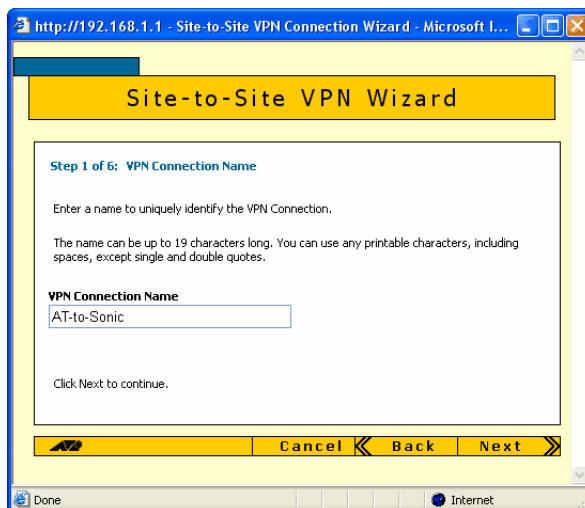 http://192.168.1.1 - Site-to-Site VPN Connection Wizard - Microsoft I...
Site-to-Site VPN Wizard
Step 1 of 6: VPN Connection Name
Enter a name to uniquely identify the VPN Connection.
The name can be up to 19 characters long. You can use any printable characters, including
spaces, except single and double quotes.
VPN Connection Name
AT-to-Sonic
Click Next to continue.
Cancel Back Next
Done Internet